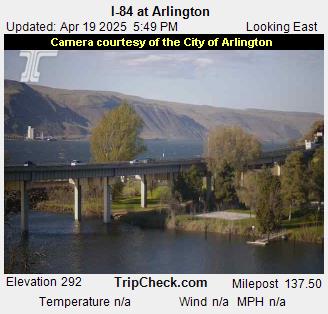 I-84 at Arlington
Updated: Apr 19 2025 5:49 PM Looking East
Camera courtesy of the City of Arlington
Elevation 292 TripCheck.com Milepost 137.50
Temperature n/a Wind n/a MPH n/a